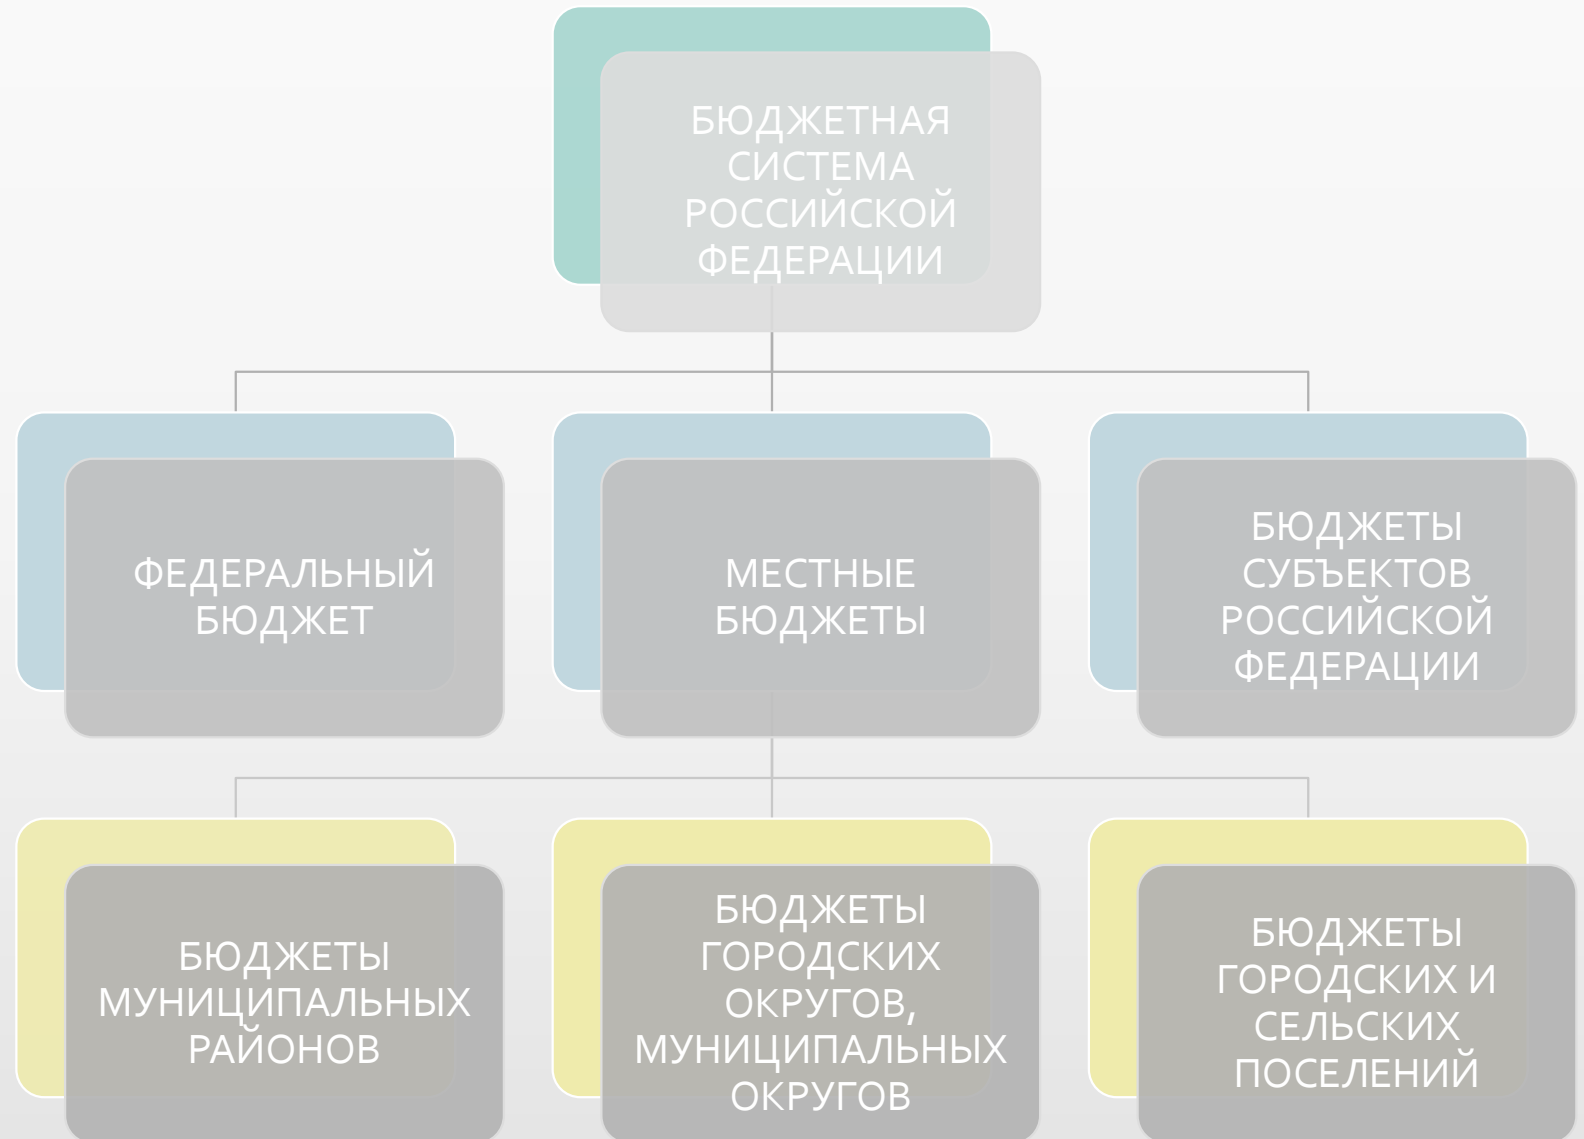 БЮДЖЕТНАЯ
СИСТЕМА
РОССИЙСКОЙ
ФЕДЕРАЦИИ
ФЕДЕРАЛЬНЫЙ
БЮДЖЕТ
МЕСТНЫЕ
БЮДЖЕТЫ
БЮДЖЕТЫ
СУБЪЕКТОВ
РОССИЙСКОЙ
ФЕДЕРАЦИИ
БЮДЖЕТЫ
МУНИЦИПАЛЬНЫХ
РАЙОНОВ
БЮДЖЕТЫ
ГОРОДСКИХ
ОКРУГОВ,
МУНИЦИПАЛЬНЫХ
ОКРУГОВ
БЮДЖЕТЫ
ГОРОДСКИХ И
СЕЛЬСКИХ
ПОСЕЛЕНИЙ